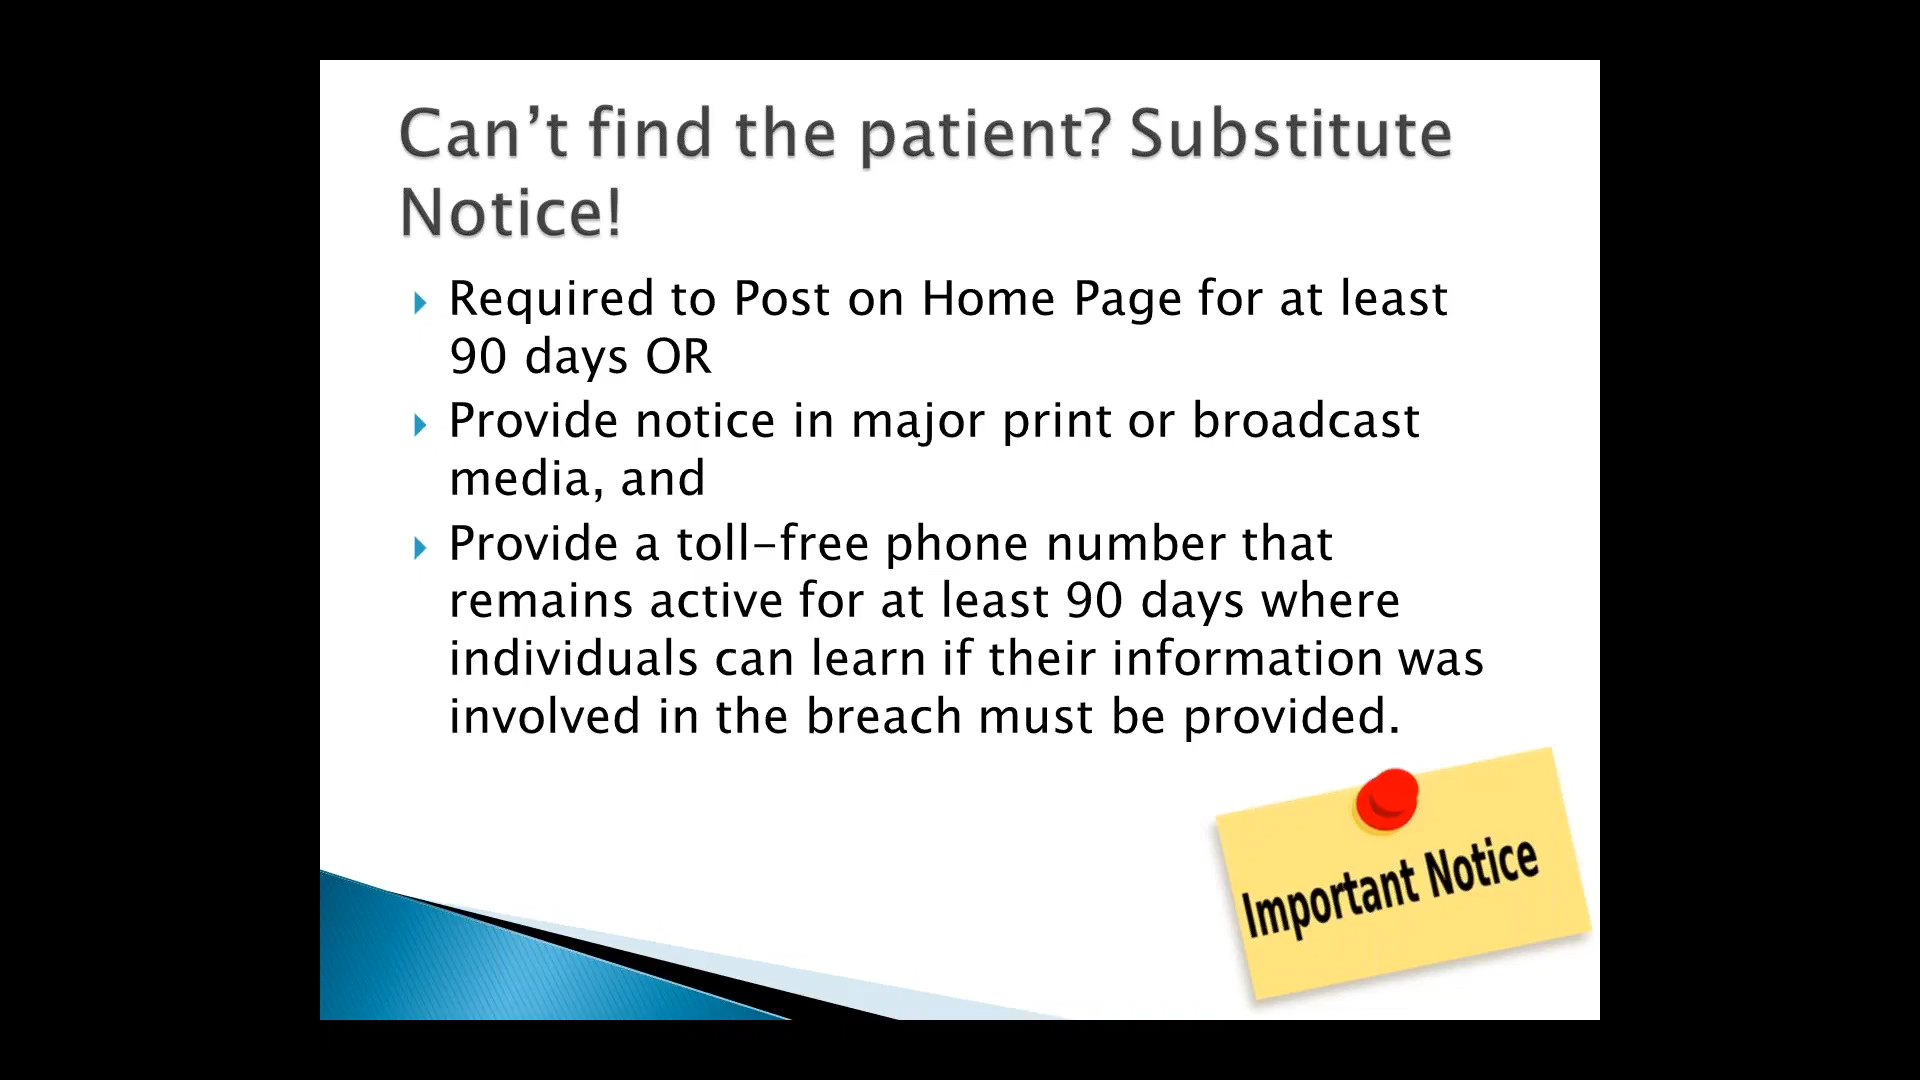 Can’t find the patient? Substitute
Notice!
Required to Post on Home Page for at least
90 days OR
Provide notice in major print or broadcast
media, and
Provide a toll-free phone number that
remains active for at least 90 days where
individuals can learn if their information was
involved in the breach must be provided.
Important Notice